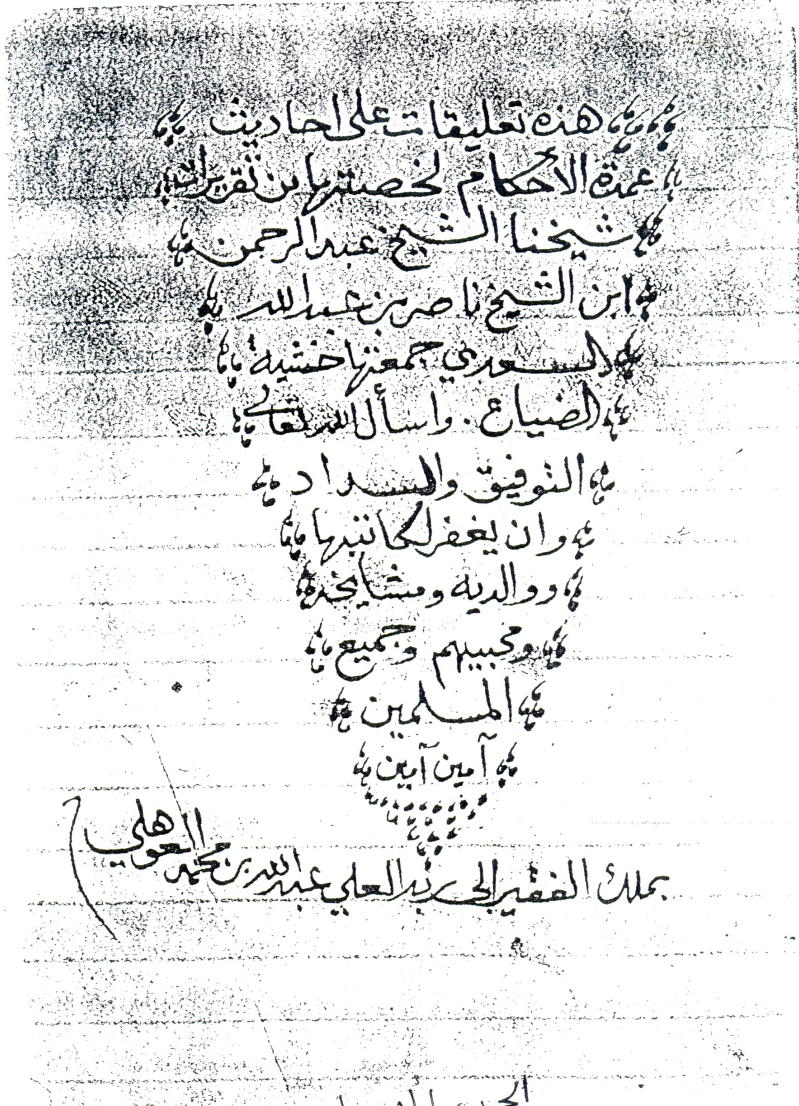 هذه تعليقات على احاديث
عمدة الأحكام لخصتها من تقريرات
شيخنا الشيخ عبد الرحمن
ابن الشيخ ناصر بن عبد الله
السعدي جمعتها خشية
الضياع. واسأل الله تعالى
التوفيق والسداد
وان يغفر لكاتبها
ووالديه ومشايخه
ومحبيهم وجميع
المسلمين
آمين آمين
بملك الفقير الى ربه العلي عبد الله بن محمد العوهلي